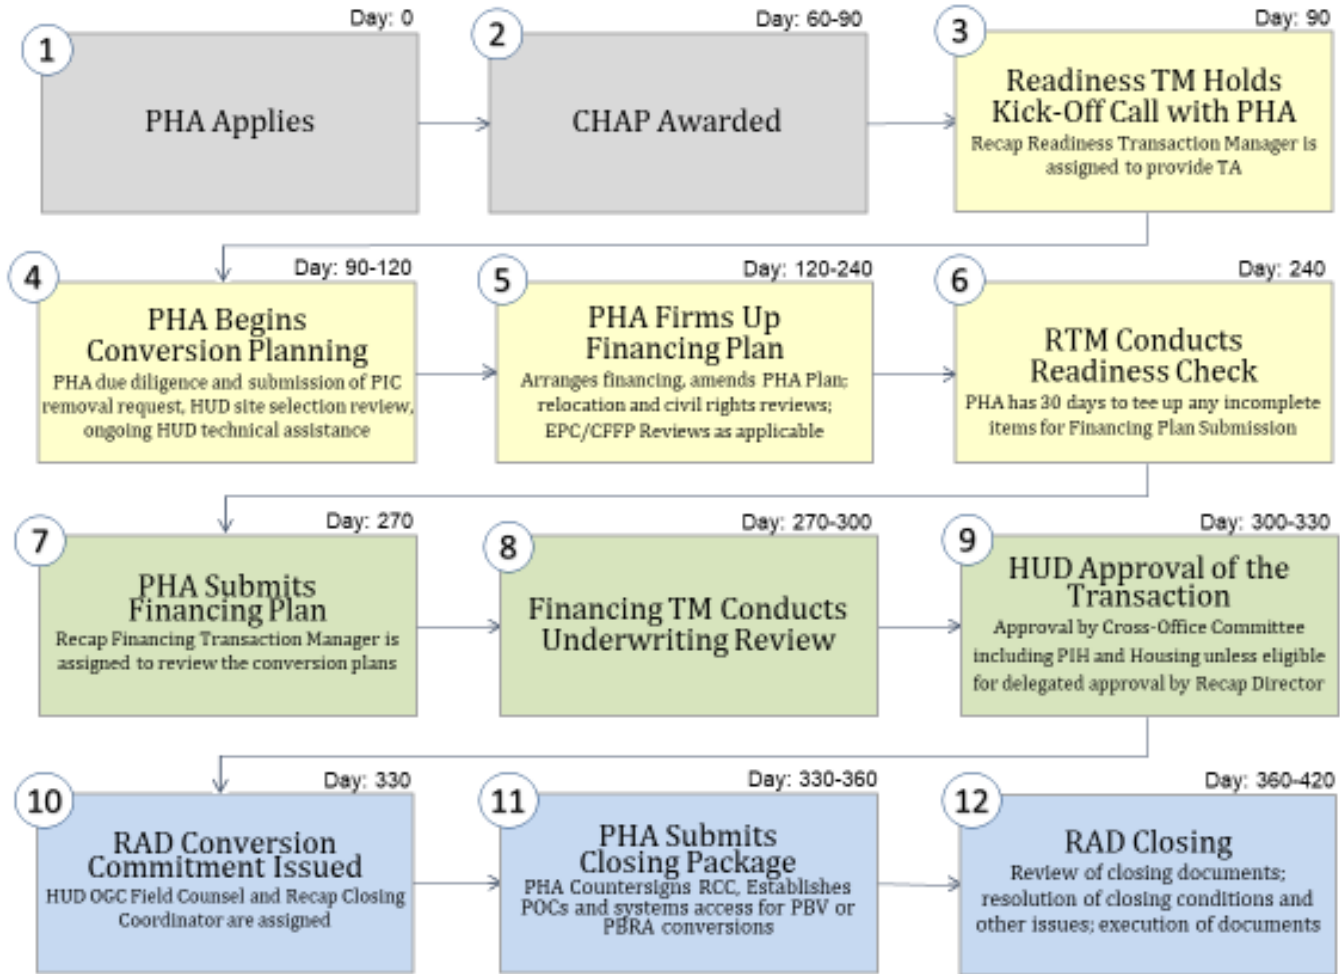 Day: 0
1
PHA Applies
Day: 60-90
2
CHAP Awarded
Day: 90
3
Readiness TM Holds
Kick-Off Call with PHA
Recap Readiness Transaction Manager is
assigned to provide TA
Day: 90-120
4
PHA Begins
Conversion Planning
PHA due diligence and submission of PIC
removal request, HUD site selection review,
ongoing HUD technical assistance
Day: 120-240
5
PHA Firms Up
Financing Plan
Arranges financing, amends PHA Plan;
relocation and civil rights reviews;
EPC/CFFP Reviews as applicable
Day: 240
6
RTM Conducts
Readiness Check
PHA has 30 days to tee up any incomplete
items for Financing Plan Submission
Day: 270
7
PHA Submits
Financing Plan
Recap Financing Transaction Manager is
assigned to review the conversion plans
Day: 270-300
8
Financing TM Conducts
Underwriting Review
Day: 300-330
9
HUD Approval of the
Transaction
Approval by Cross-Office Committee
including PIH and Housing unless eligible
for delegated approval by Recap Director
Day: 330
10
RAD Conversion
Commitment Issued
HUD OGC Field Counsel and Recap Closing
Coordinator are assigned
Day: 330-360
11
PHA Submits
Closing Package
PHA Countersigns RCC, Establishes
POCs and systems access for PBV or
PBRA conversions
Day: 360-420
12
RAD Closing
Review of closing documents;
resolution of closing conditions and
other issues; execution of documents